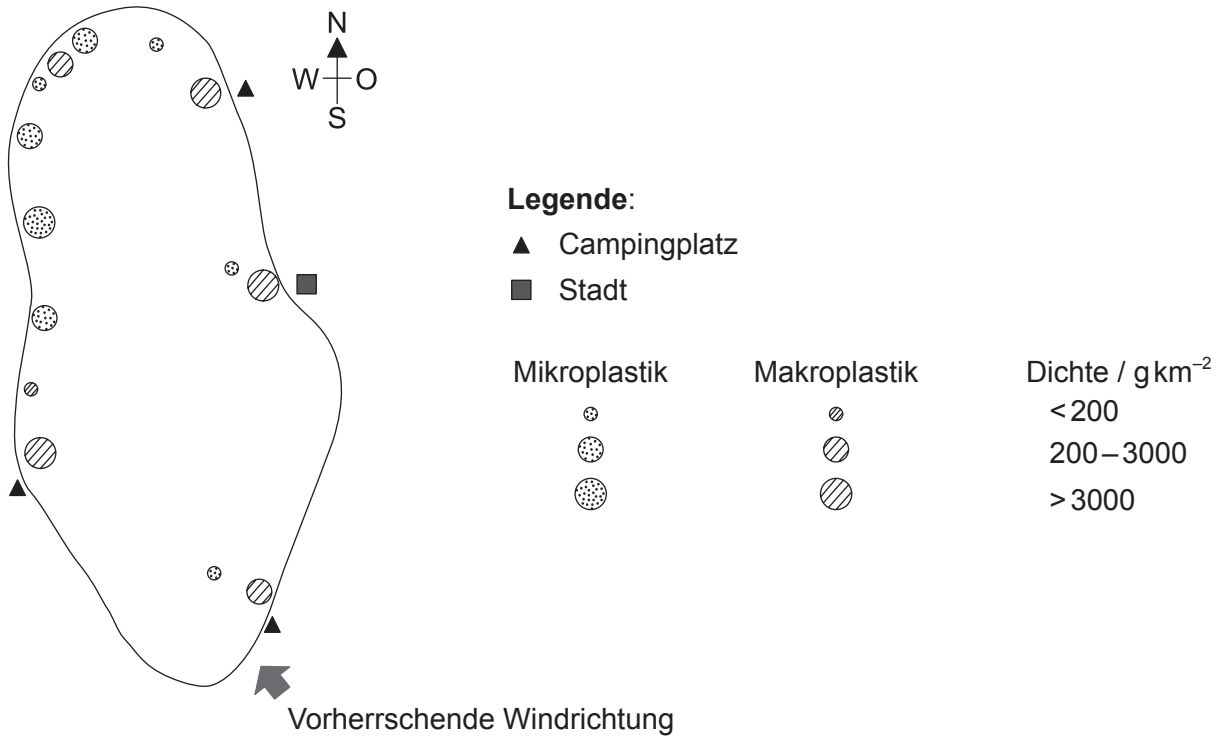 N
W O
S
Legende:
Campingplatz
Stadt
Mikroplastik Makroplastik Dichte / g km⁻²
< 200
200 – 3000
> 3000
Vorherrschende Windrichtung